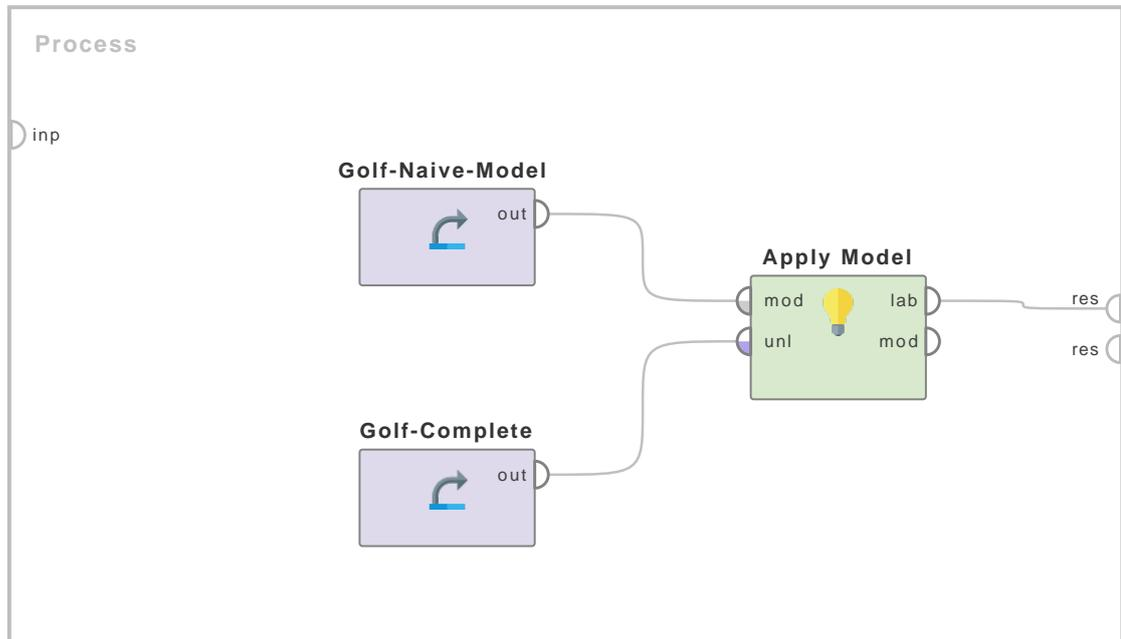 Process
inp
Golf-Naive-Model
out
Apply Model
mod lab
unl mod
res
res
Golf-Complete
out